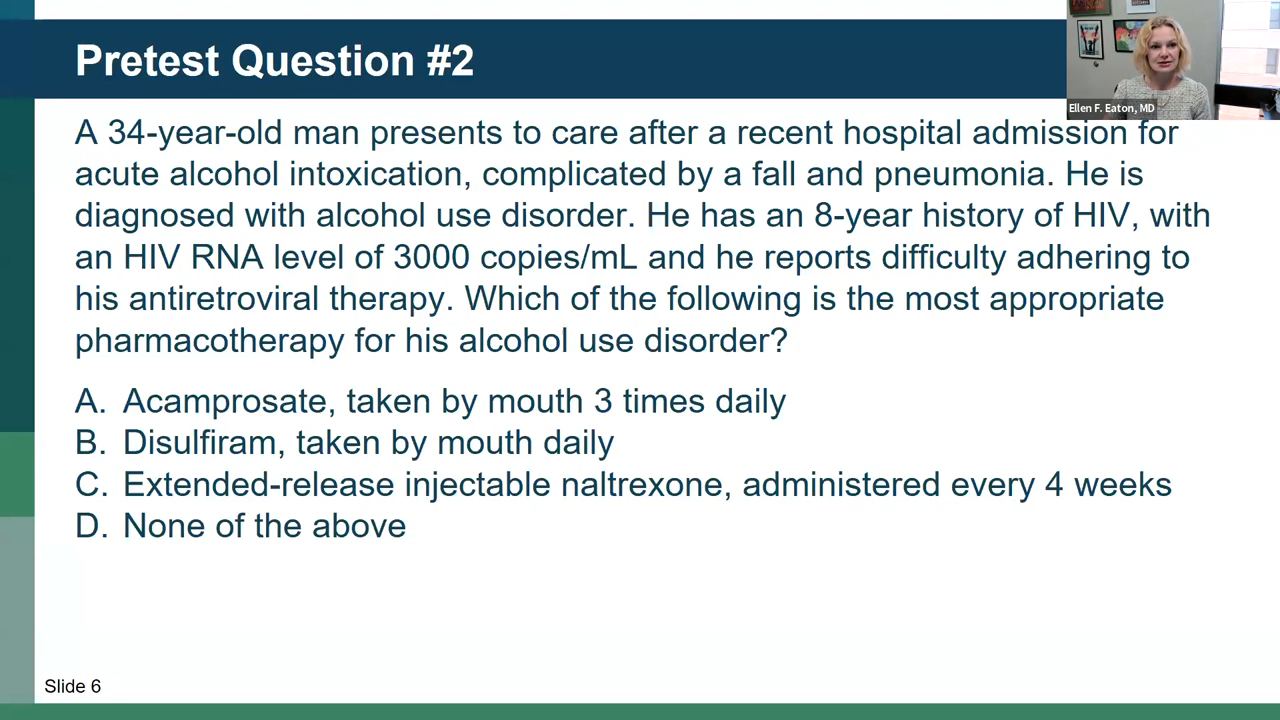 Pretest Question #2
Ellen F. Eaton, MD
A 34-year-old man presents to care after a recent hospital admission for
acute alcohol intoxication, complicated by a fall and pneumonia. He is
diagnosed with alcohol use disorder. He has an 8-year history of HIV, with
an HIV RNA level of 3000 copies/mL and he reports difficulty adhering to
his antiretroviral therapy. Which of the following is the most appropriate
pharmacotherapy for his alcohol use disorder?
A. Acamprosate, taken by mouth 3 times daily
B. Disulfiram, taken by mouth daily
C. Extended-release injectable naltrexone, administered every 4 weeks
D. None of the above
Slide 6